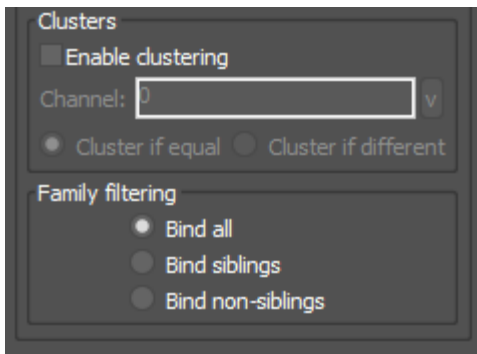 Clusters
Enable clustering
Channel: 0 v
Cluster if equal Cluster if different
Family filtering
Bind all
Bind siblings
Bind non-siblings